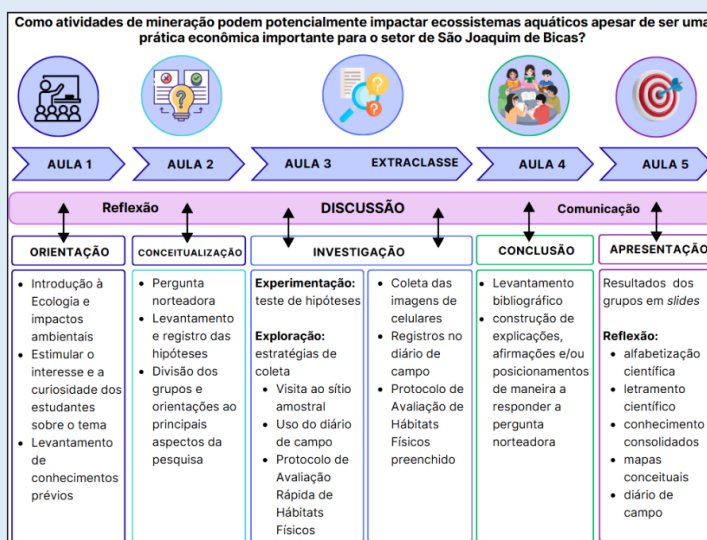 Como atividades de mineração podem potencialmente impactar ecossistemas aquáticos apesar de ser uma
prática econômica importante para o setor de São Joaquim de Bicas?
AULA 1
AULA 2
AULA 3
EXTRACLASSE
AULA 4
AULA 5
Reflexão
DISCUSSÃO
Comunicação
ORIENTAÇÃO
CONCEITUALIZAÇÃO
INVESTIGAÇÃO
CONCLUSÃO
APRESENTAÇÃO
• Introdução à
Ecologia e
impactos
ambientais
• Estimular o
interesse e a
curiosidade dos
estudantes
sobre o tema
• Levantamento
de
conhecimentos
prévios
• Pergunta
norteadora
• Levantamento
e registro das
hipóteses
• Divisão dos
grupos e
orientações ao
principais
aspectos da
pesquisa
Experimentação:
teste de hipóteses
Exploração:
estratégias de
coleta
• Visita ao sítio
amostral
• Uso do diário
de campo
• Protocolo de
Avaliação
Rápida de
Hábitats
Físicos
• Coleta das
imagens de
celulares
• Registros no
diário de
campo
• Protocolo de
Avaliação de
Hábitats
Físicos
preenchido
• Levantamento
bibliográfico
• construção de
explicações,
afirmações e/ou
posicionamentos
de maneira a
responder a
pergunta
norteadora
Resultados dos
grupos em slides
Reflexão:
• alfabetização
científica
• letramento
científico
• conhecimento
consolidados
• mapas
conceituais
• diário de
campo